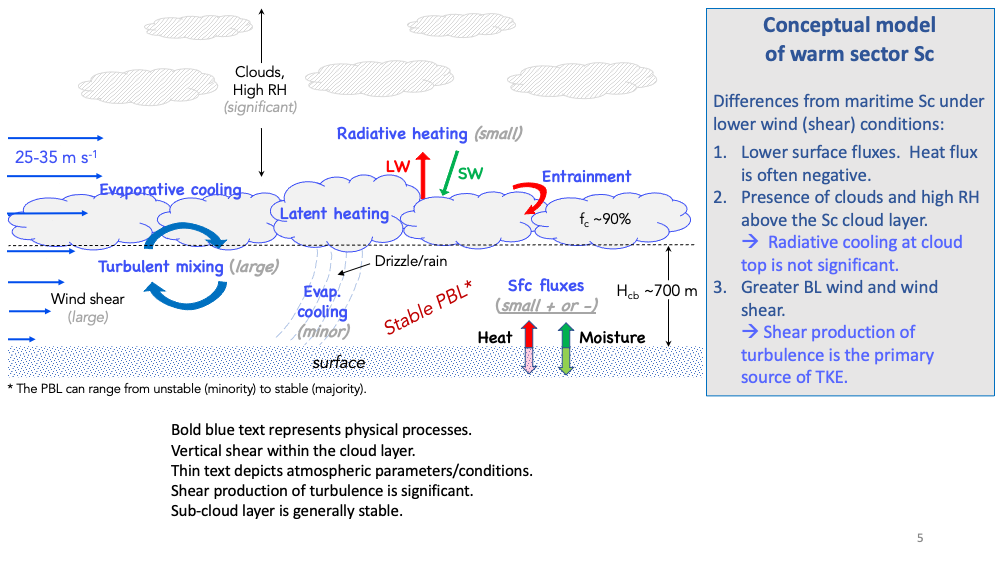 Clouds,
High RH
(significant)
25-35 m s-1
Radiative heating (small)
LW
SW
Entrainment
Evaporative cooling
Latent heating
fc ~90%
Turbulent mixing (large)
Drizzle/rain
Wind shear
(large)
Evap.
cooling
(minor)
Stable PBL*
Sfc fluxes
(small + or -)
Hcb ~700 m
Heat
Moisture
surface
* The PBL can range from unstable (minority) to stable (majority).
Conceptual model
of warm sector Sc
Differences from maritime Sc under
lower wind (shear) conditions:
1. Lower surface fluxes. Heat flux
is often negative.
2. Presence of clouds and high RH
above the Sc cloud layer.
→ Radiative cooling at cloud
top is not significant.
3. Greater BL wind and wind
shear.
→ Shear production of
turbulence is the primary
source of TKE.
Bold blue text represents physical processes.
Vertical shear within the cloud layer.
Thin text depicts atmospheric parameters/conditions.
Shear production of turbulence is significant.
Sub-cloud layer is generally stable.
5